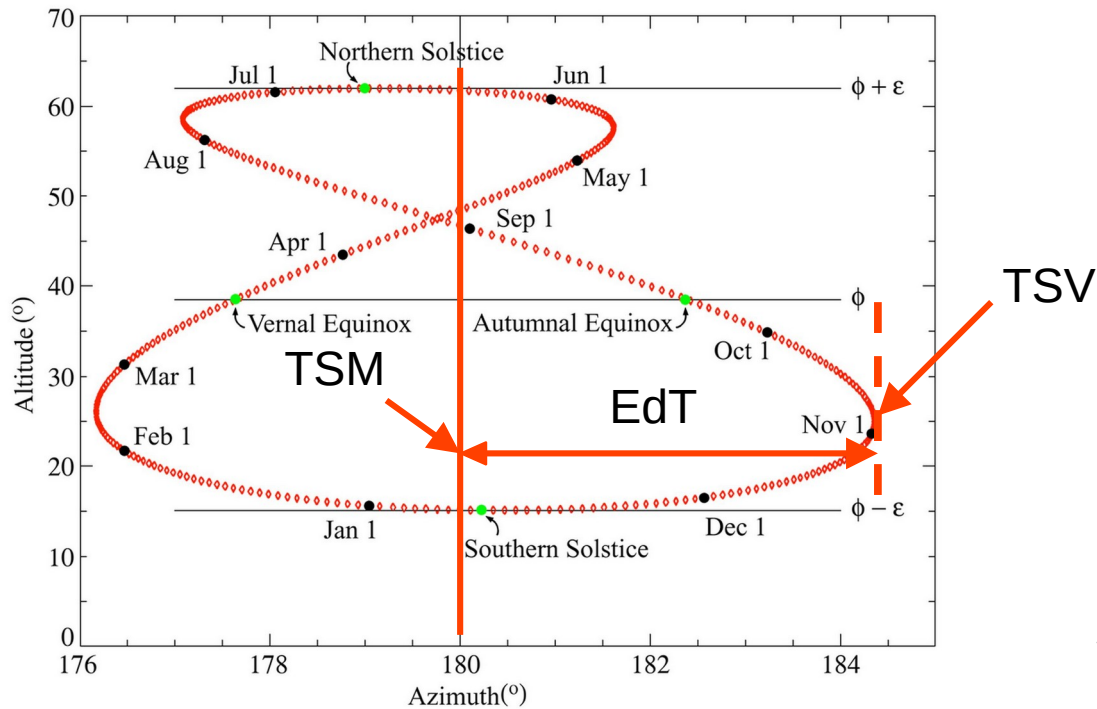 70
Northern Solstice
Jul 1
Jun 1
ϕ + ε
60
Aug 1
May 1
50
Sep 1
Apr 1
40
TSV
ϕ
Vernal Equinox
Autumnal Equinox
Oct 1
TSM
Altitude(º)
Mar 1
30
EdT
Nov 1
Feb 1
20
ϕ − ε
Jan 1
Dec 1
Southern Solstice
10
0
176
178
180
182
184
Azimuth(º)